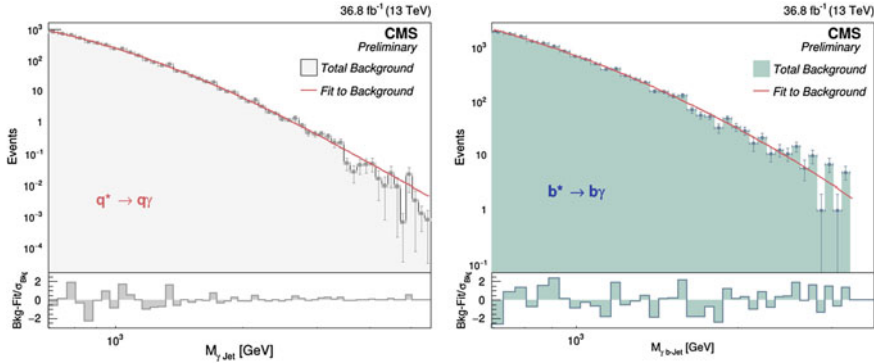 36.8 fb⁻¹ (13 TeV)
CMS
Preliminary
Total Background
Fit to Background
Events
10³
10²
10
1
10⁻¹
10⁻²
10⁻³
10⁻⁴
q* → qγ
Bkg-Fit/σBkg
2
0
−2
10³
Mγ Jet [GeV]
36.8 fb⁻¹ (13 TeV)
CMS
Preliminary
Total Background
Fit to Background
Events
10³
10²
10
1
10⁻¹
b* → bγ
Bkg-Fit/σBkg
2
0
−2
10³
Mγ b-Jet [GeV]